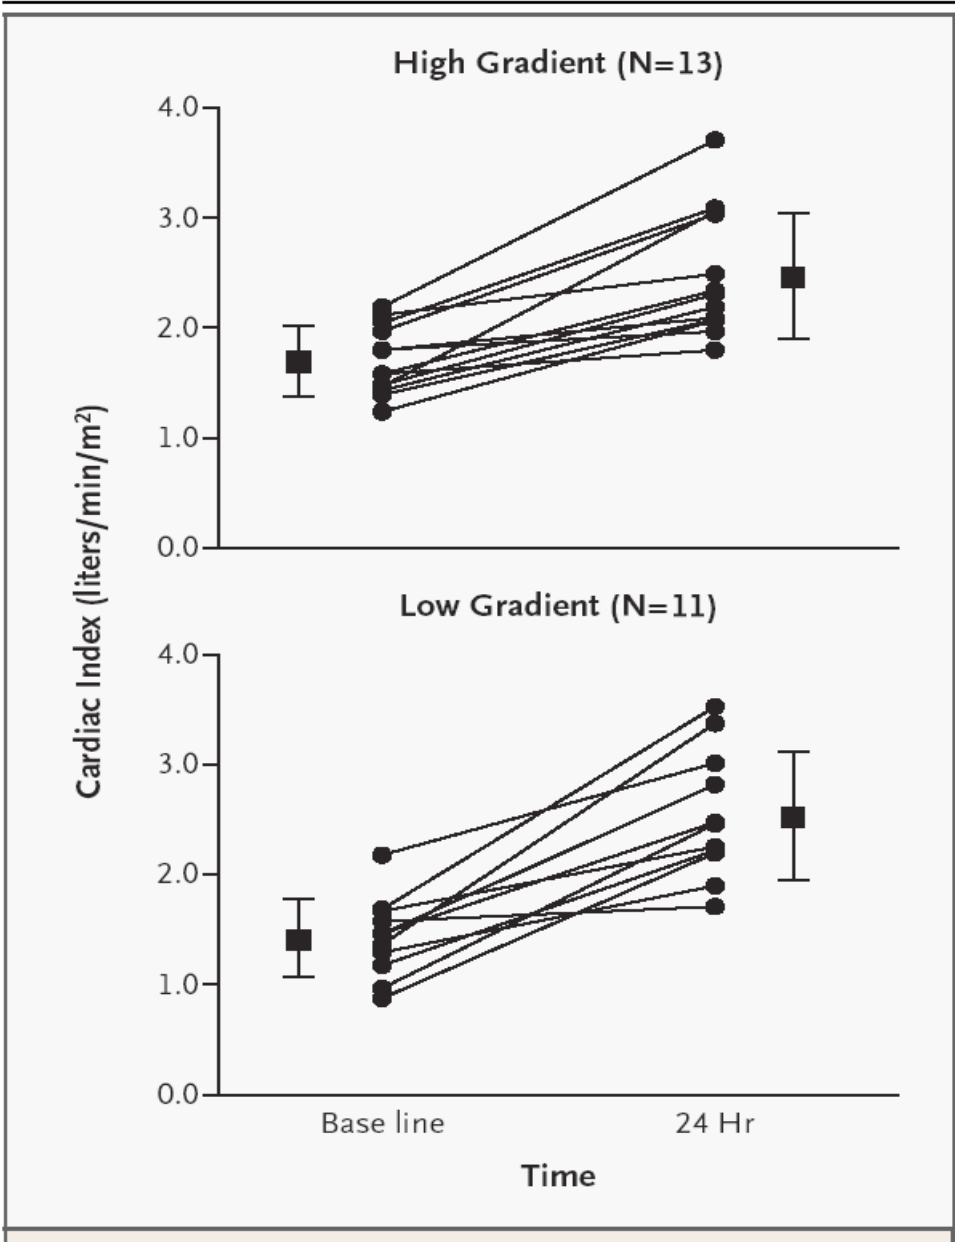 High Gradient (N=13)
4.0
3.0
2.0
1.0
0.0
Cardiac Index (liters/min/m²)
Low Gradient (N=11)
4.0
3.0
2.0
1.0
0.0
Base line 24 Hr
Time